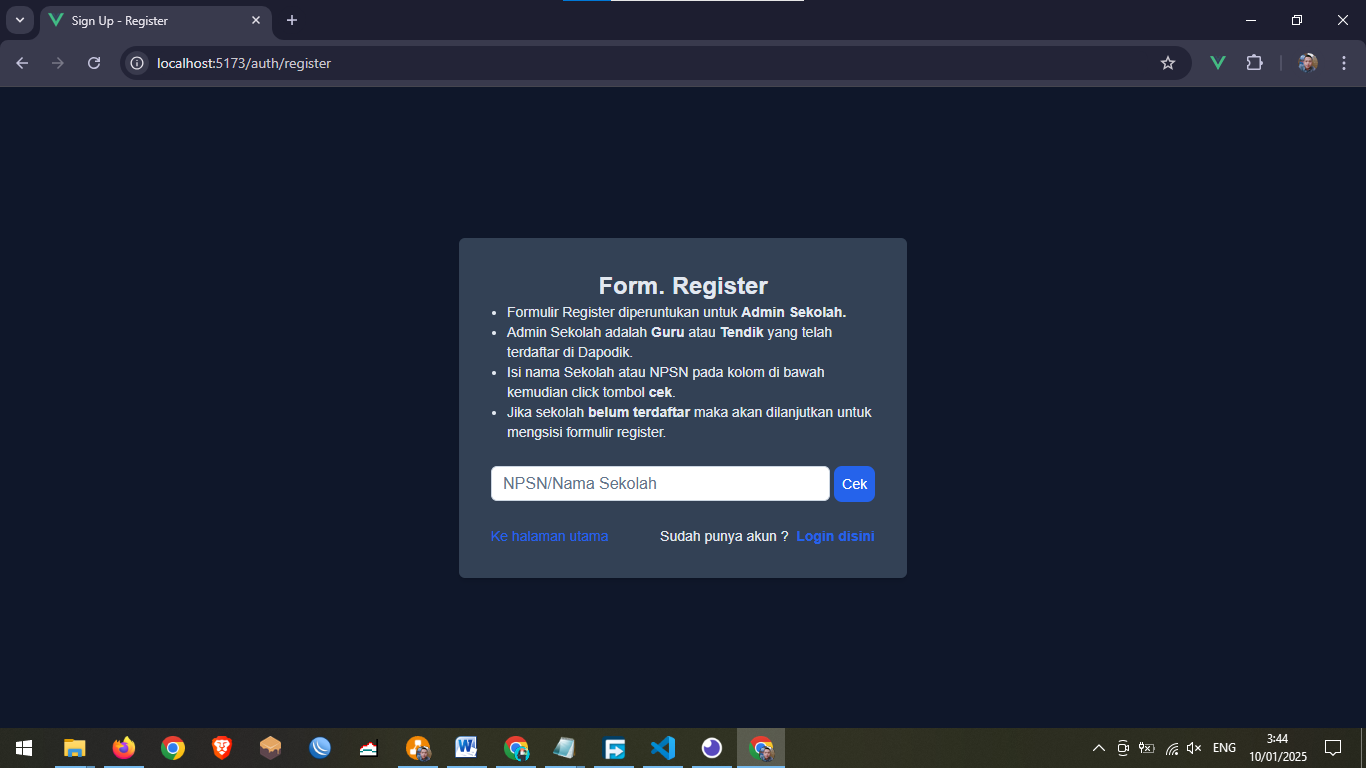 Sign Up - Register
localhost:5173/auth/register
Form. Register
Formulir Register diperuntukan untuk Admin Sekolah.
Admin Sekolah adalah Guru atau Tendik yang telah
terdaftar di Dapodik.
Isi nama Sekolah atau NPSN pada kolom di bawah
kemudian click tombol cek.
Jika sekolah belum terdaftar maka akan dilanjutkan untuk
mengsisi formulir register.
NPSN/Nama Sekolah
Cek
Ke halaman utama
Sudah punya akun ? Login disini
ENG
3:44
10/01/2025